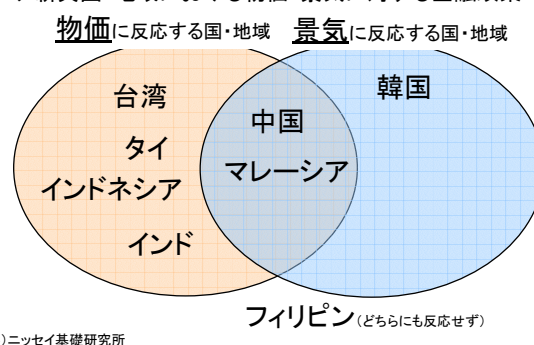 物価に反応する国・地域 景気に反応する国・地域
台湾
韓国
中国
タイ
マレーシア
インドネシア
インド
フィリピン(どちらにも反応せず)
)ニッセイ基礎研究所